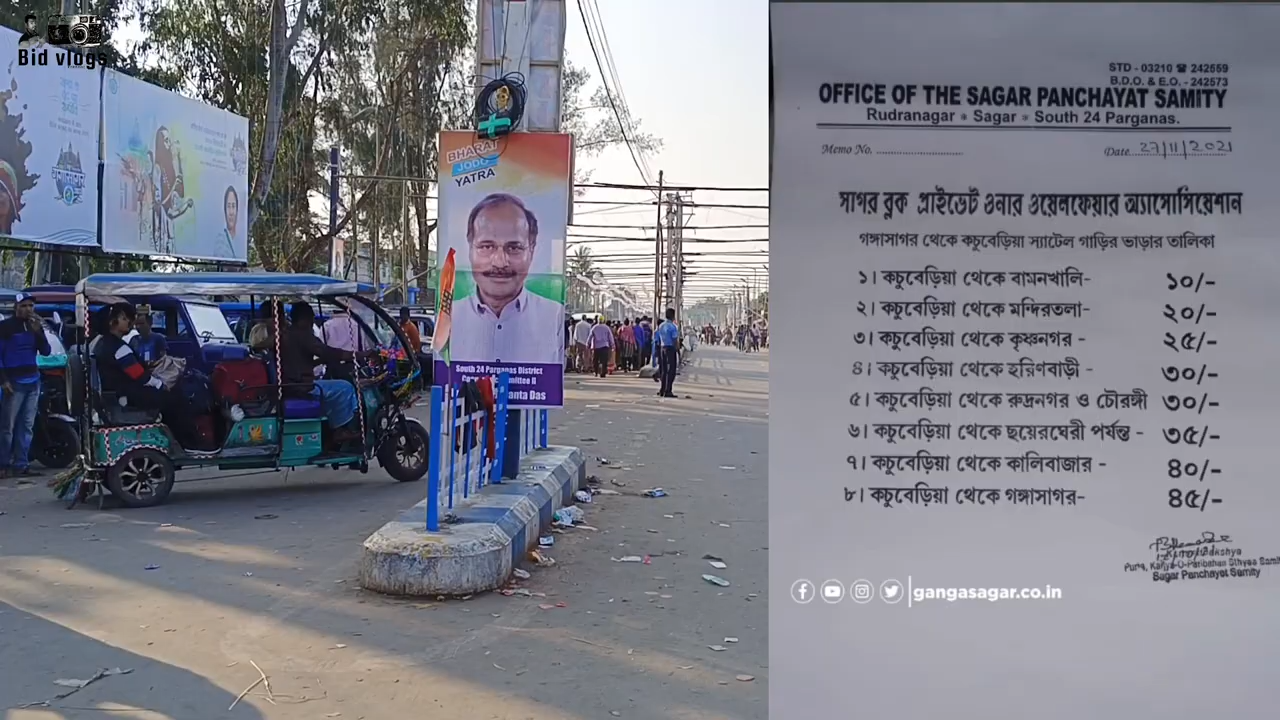 Bid vlogs
BHARAT
JODO
YATRA
South 24 Parganas District
STD - 03210 ☎ 242659
B.D.O. & E.O. - 242573
OFFICE OF THE SAGAR PANCHAYAT SAMITY
Rudranagar * Sagar * South 24 Parganas.
Memo No. ............................
Date 27/11/2021
সাগর ব্লক প্রাইভেট ওনার ওয়েলফেয়ার অ্যাসোসিয়েশান
গঙ্গাসাগর থেকে কচুবেড়িয়া স্যাটেল গাড়ির ভাড়ার তালিকা
১। কচুবেড়িয়া থেকে বামনখালি- ১০/-
২। কচুবেড়িয়া থেকে মন্দিরতলা- ২০/-
৩। কচুবেড়িয়া থেকে কৃষ্ণনগর - ২৫/-
৪। কচুবেড়িয়া থেকে হরিণবাড়ী - ৩০/-
৫। কচুবেড়িয়া থেকে রুদ্রনগর ও চৌরঙ্গী ৩০/-
৬। কচুবেড়িয়া থেকে ছয়েরঘেরী পর্যন্ত - ৩৫/-
৭। কচুবেড়িয়া থেকে কালিবাজার - ৪০/-
৮। কচুবেড়িয়া থেকে গঙ্গাসাগর- ৪৫/-
Sagar Panchayat Samity
gangasagar.co.in